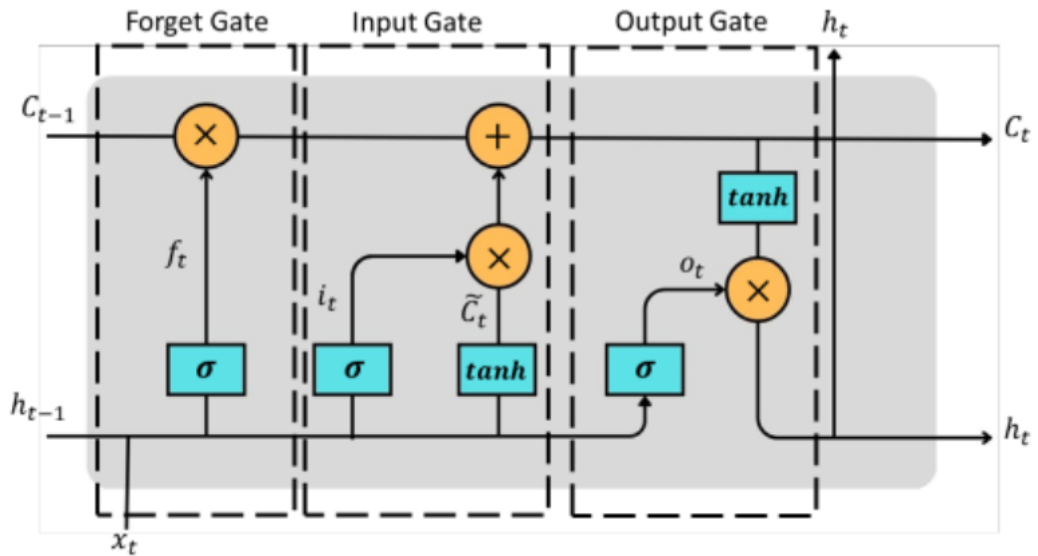 Forget Gate Input Gate Output Gate h_t
C_{t−1} × + C_t
tanh
f_t × o_t ×
i_t C̃_t
σ σ tanh σ
h_{t−1} h_t
x_t